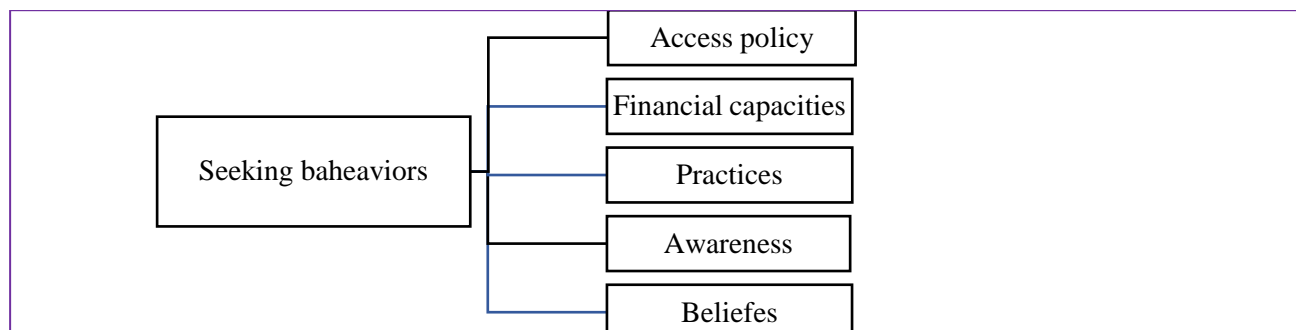 Access policy
Financial capacities
Seeking baheaviors
Practices
Awareness
Beliefes